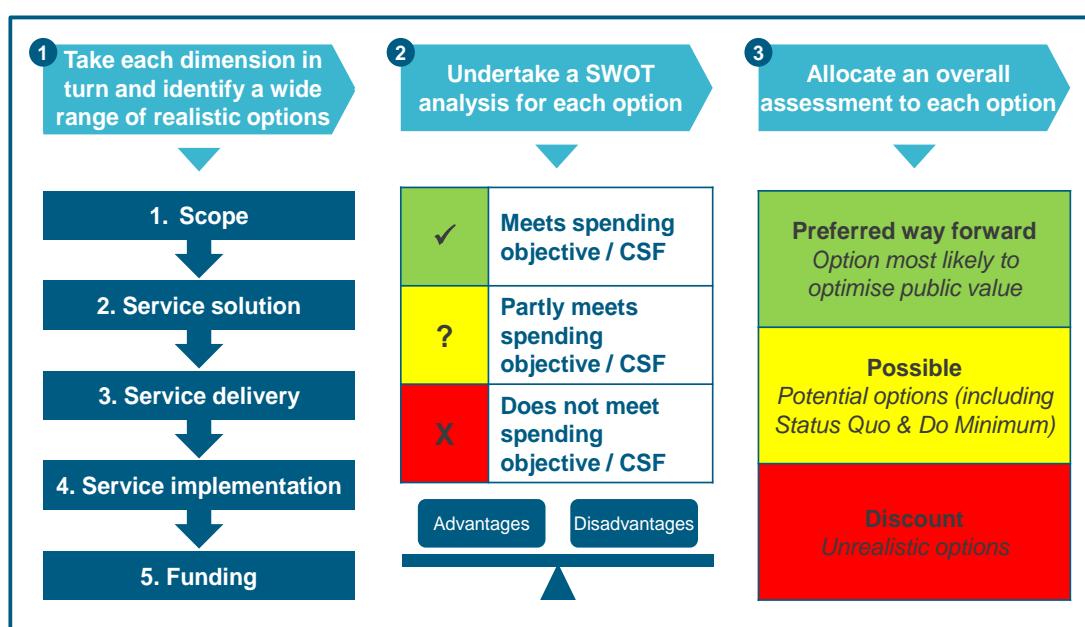 1
Take each dimension in
turn and identify a wide
range of realistic options
1. Scope
2. Service solution
3. Service delivery
4. Service implementation
5. Funding
2
Undertake a SWOT
analysis for each option
✓
Meets spending
objective / CSF
?
Partly meets
spending
objective / CSF
X
Does not meet
spending
objective / CSF
Advantages
Disadvantages
3
Allocate an overall
assessment to each option
Preferred way forward
Option most likely to
optimise public value
Possible
Potential options (including
Status Quo & Do Minimum)
Discount
Unrealistic options